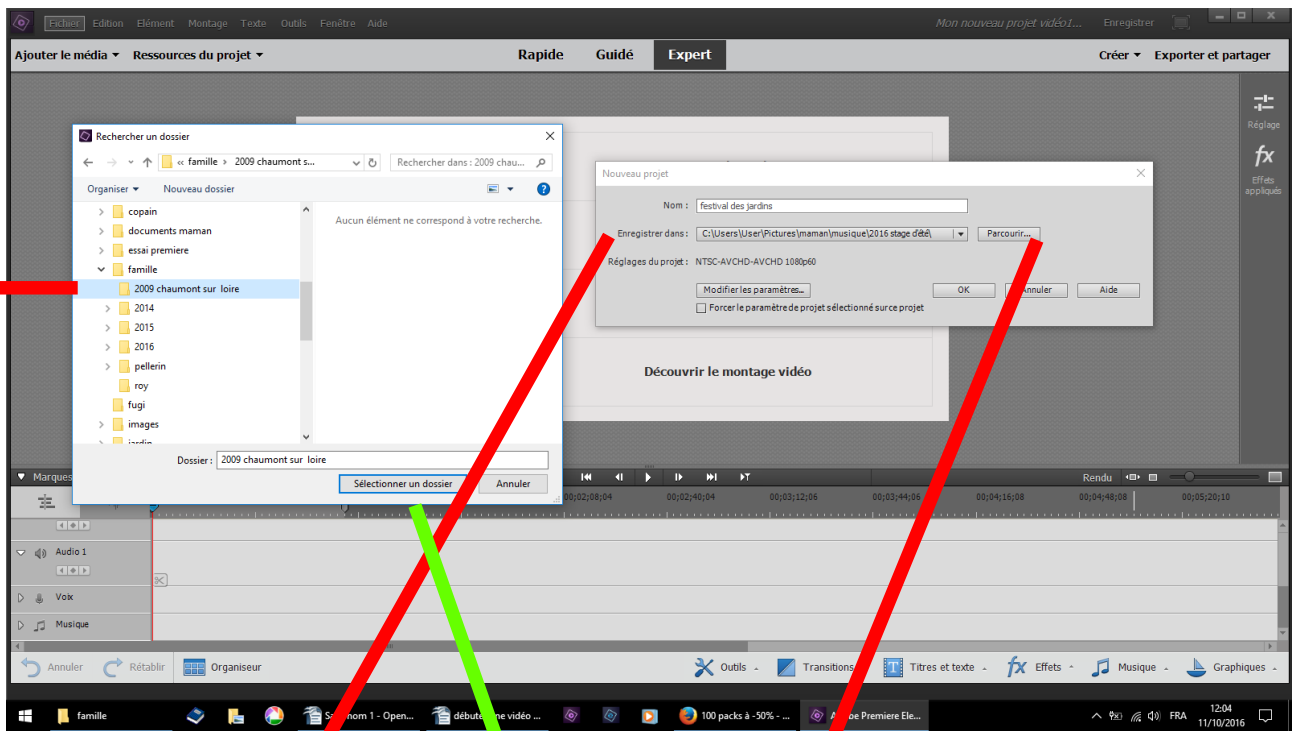 Fichier Edition Elément Montage Texte Outils Fenêtre Aide
Mon nouveau projet vidéo1... Enregistrer
Ajouter le média Ressources du projet
Rapide Guidé Expert
Créer Exporter et partager
Réglage
fx
Effets
appliqués
Rechercher un dossier
« famille › 2009 chaumont s...
Rechercher dans : 2009 chau...
Organiser Nouveau dossier
copain
documents maman
essai premiere
famille
2009 chaumont sur loire
2014
2015
2016
pellerin
roy
fugi
images
jardin
Aucun élément ne correspond à votre recherche.
Dossier : 2009 chaumont sur loire
Sélectionner un dossier Annuler
Nouveau projet
Nom : festival des jardins
Enregistrer dans : C:\Users\User\Pictures\maman\musique\2016 stage d'été\ Parcourir...
Réglages du projet : NTSC-AVCHD-AVCHD 1080p60
Modifier les paramètres... OK Annuler Aide
Forcer le paramètre de projet sélectionné sur ce projet
Découvrir le montage vidéo
Marques
Rendu
00;02;08;04 00;02;40;04 00;03;12;06 00;03;44;06 00;04;16;08 00;04;48;08 00;05;20;10
Audio 1
Voix
Musique
Annuler Rétablir Organiseur
Outils Transitions Titres et texte fx Effets Musique Graphiques
famille
nom 1 - Open...
vidéo ...
100 packs à -50% - ...
Premiere Ele...
FRA
12:04
11/10/2016